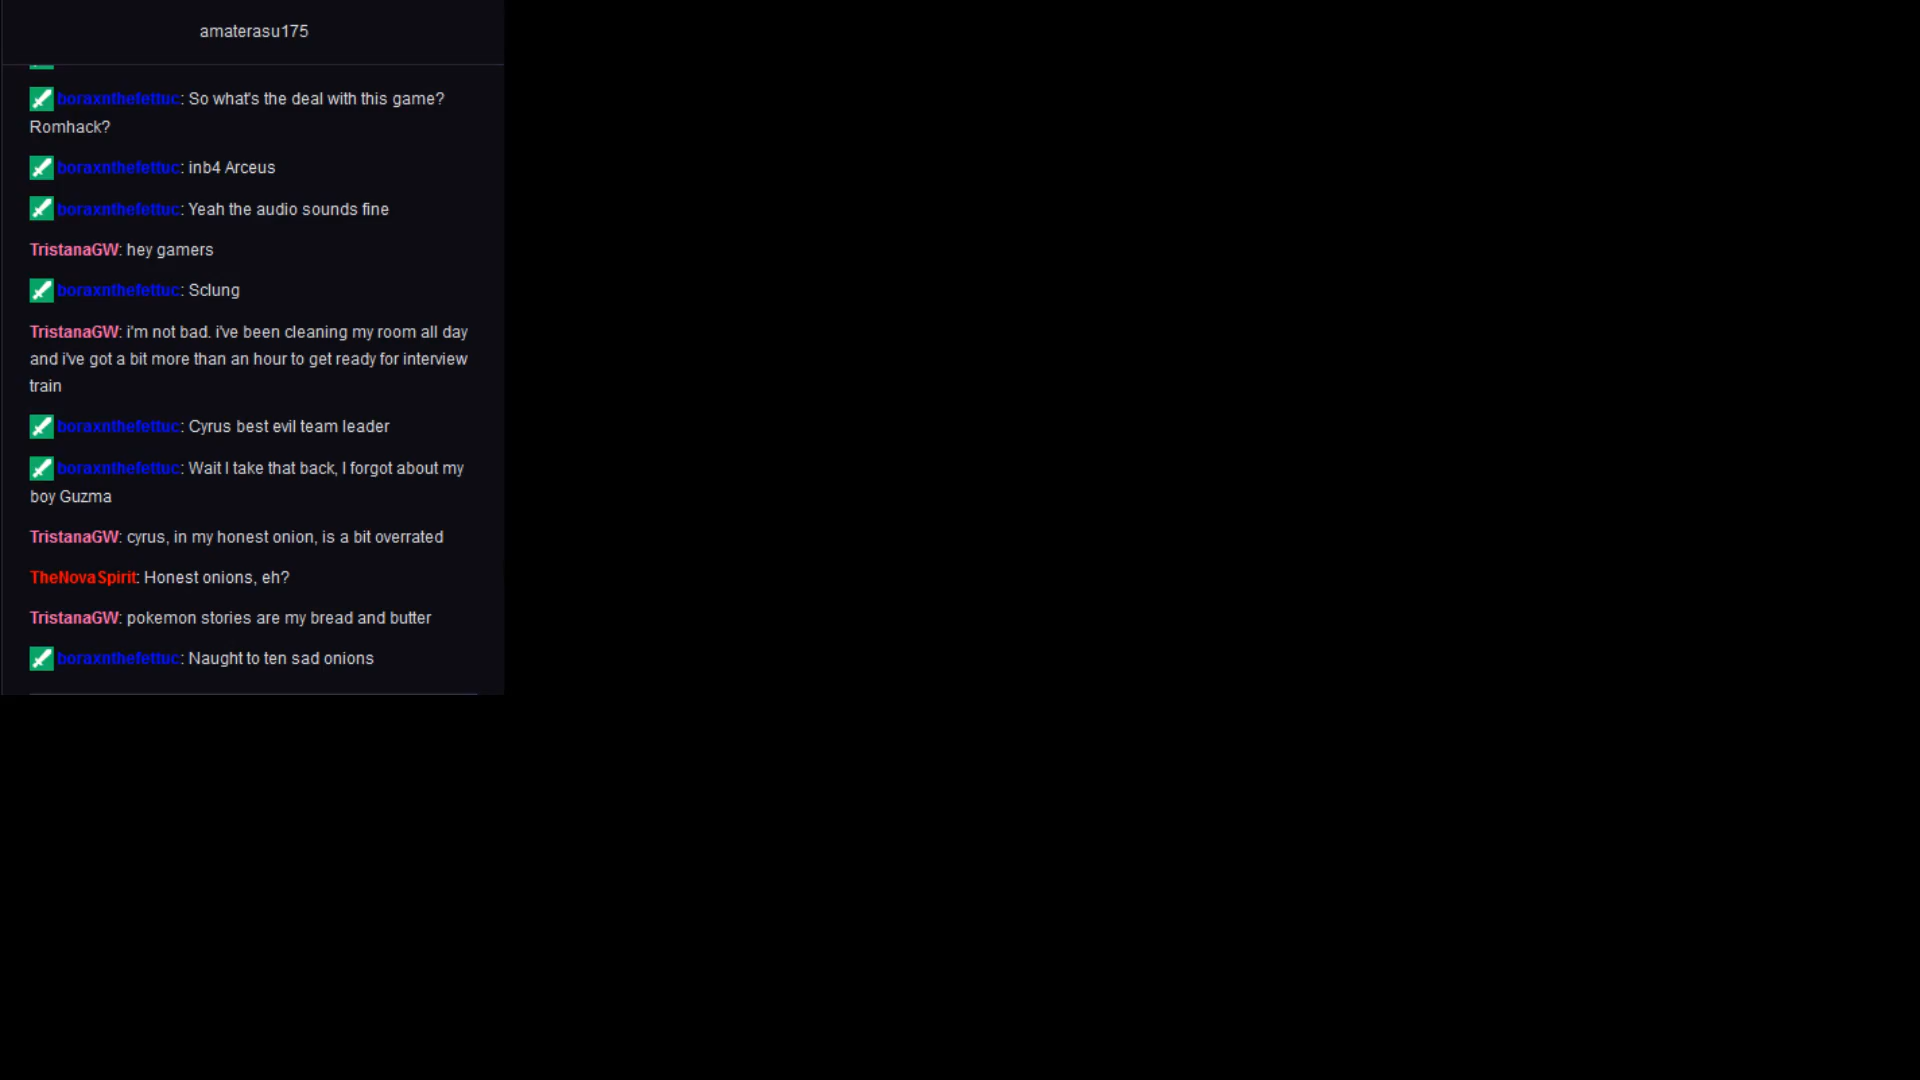 amaterasu175
boraxnthefettuc: So what's the deal with this game?
Romhack?
boraxnthefettuc: inb4 Arceus
boraxnthefettuc: Yeah the audio sounds fine
TristanaGW: hey gamers
boraxnthefettuc: Sclung
TristanaGW: i'm not bad. i've been cleaning my room all day
and i've got a bit more than an hour to get ready for interview
train
boraxnthefettuc: Cyrus best evil team leader
boraxnthefettuc: Wait I take that back, I forgot about my
boy Guzma
TristanaGW: cyrus, in my honest onion, is a bit overrated
TheNovaSpirit: Honest onions, eh?
TristanaGW: pokemon stories are my bread and butter
boraxnthefettuc: Naught to ten sad onions